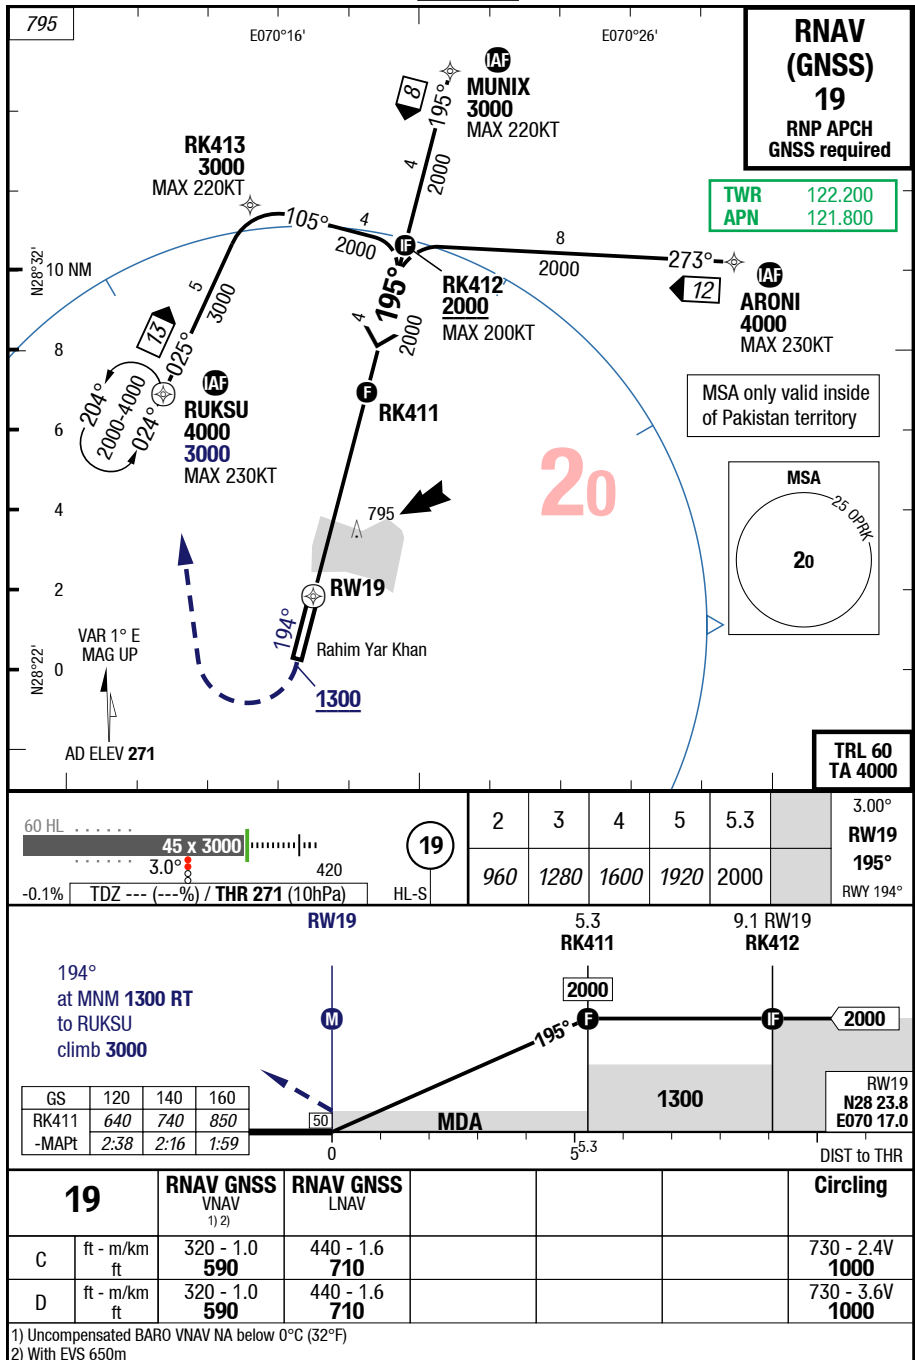 795
E070°16'
E070°26'
RNAV
(GNSS)
19
RNP APCH
GNSS required
TWR 122.200
APN 121.800
IAF
MUNIX
3000
MAX 220KT
8
195°
4
2000
RK413
3000
MAX 220KT
105°
4
2000
IF
RK412
2000
MAX 200KT
8
2000
273°
12
IAF
ARONI
4000
MAX 230KT
N28°32'
10 NM
8
6
4
2
0
N28°22'
5
3000
13
025°
204°
2000-4000
024°
IAF
RUKSU
4000
3000
MAX 230KT
195°
4
2000
F
RK411
MSA only valid inside
of Pakistan territory
20
MSA
25 OPRK
20
795
RW19
194°
Rahim Yar Khan
1300
VAR 1° E
MAG UP
AD ELEV 271
TRL 60
TA 4000
60 HL
45 x 3000
3.0°
420
-0.1%
TDZ --- (---%) / THR 271 (10hPa)
HL-S
19
2 3 4 5 5.3
960 1280 1600 1920 2000
3.00°
RW19
195°
RWY 194°
RW19
5.3
RK411
9.1 RW19
RK412
194°
at MNM 1300 RT
to RUKSU
climb 3000
M
2000
F
IF
2000
195°
50
MDA
1300
RW19
N28 23.8
E070 17.0
0
5
5.3
DIST to THR
GS 120 140 160
RK411 640 740 850
-MAPt 2:38 2:16 1:59
19
RNAV GNSS
VNAV
1) 2)
RNAV GNSS
LNAV
Circling
C ft - m/km 320 - 1.0 440 - 1.6 730 - 2.4V
ft 590 710 1000
D ft - m/km 320 - 1.0 440 - 1.6 730 - 3.6V
ft 590 710 1000
1) Uncompensated BARO VNAV NA below 0°C (32°F)
2) With EVS 650m